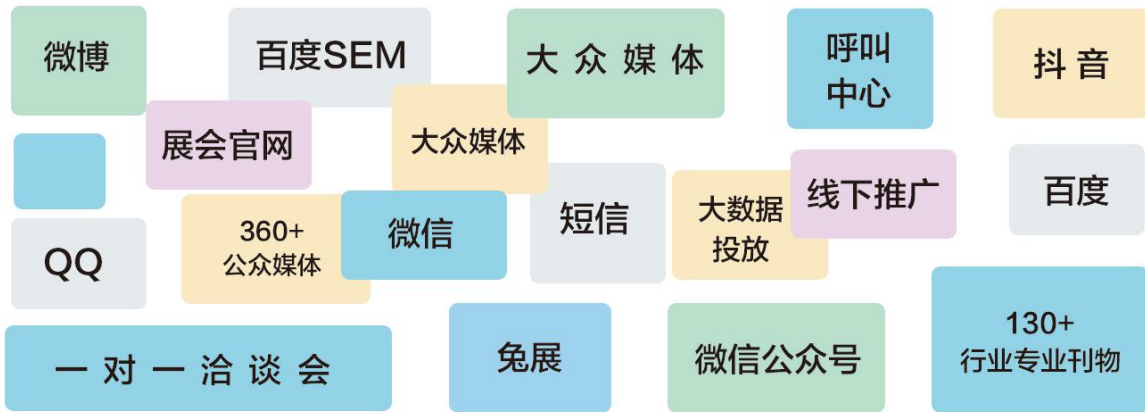 微博
百度SEM
大众媒体
呼叫
中心
抖音
展会官网
大众媒体
线下推广
百度
QQ
360+
公众媒体
微信
短信
大数据
投放
一对一洽谈会
兔展
微信公众号
130+
行业专业刊物